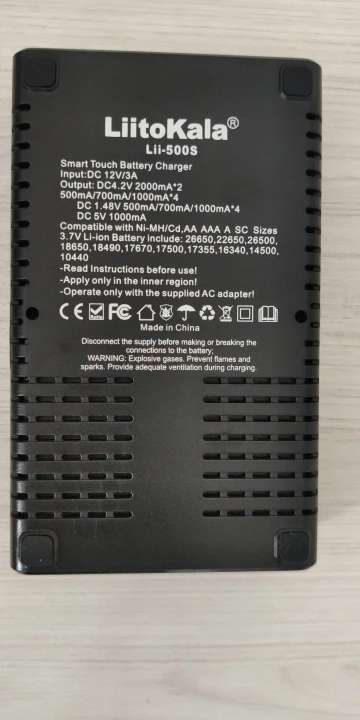 LiitoKala®
Lii-500S
Smart Touch Battery Charger
Input:DC 12V/3A
Output: DC4.2V 2000mA*2
500mA/700mA/1000mA*4
DC 1.48V 500mA/700mA/1000mA*4
DC 5V 1000mA
Compatible with Ni-MH/Cd,AA AAA A SC Sizes
3.7V Li-ion Battery include: 26650,22650,26500,
18650,18490,17670,17500,17355,16340,14500,
10440
-Read Instructions before use!
-Apply only in the inner region!
-Operate only with the supplied AC adapter!
CE FC
Made in China
Disconnect the supply before making or breaking the
connections to the battery;
WARNING: Explosive gases. Prevent flames and
sparks. Provide adequate ventilation during charging.